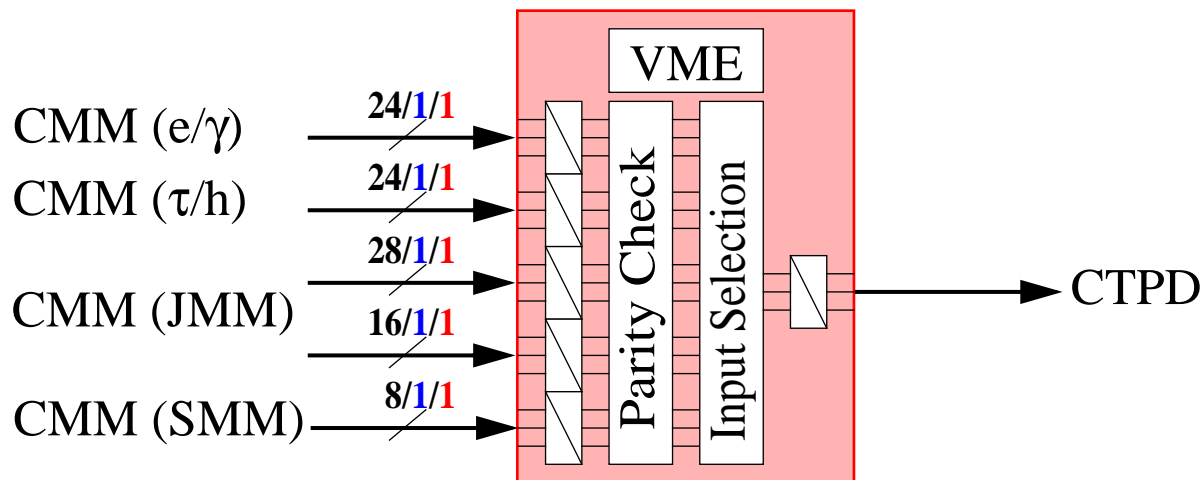 VME
24/1/1
CMM (e/γ)
24/1/1
CMM (τ/h)
28/1/1
CMM (JMM)
16/1/1
8/1/1
CMM (SMM)
Parity Check
Input Selection
CTPD